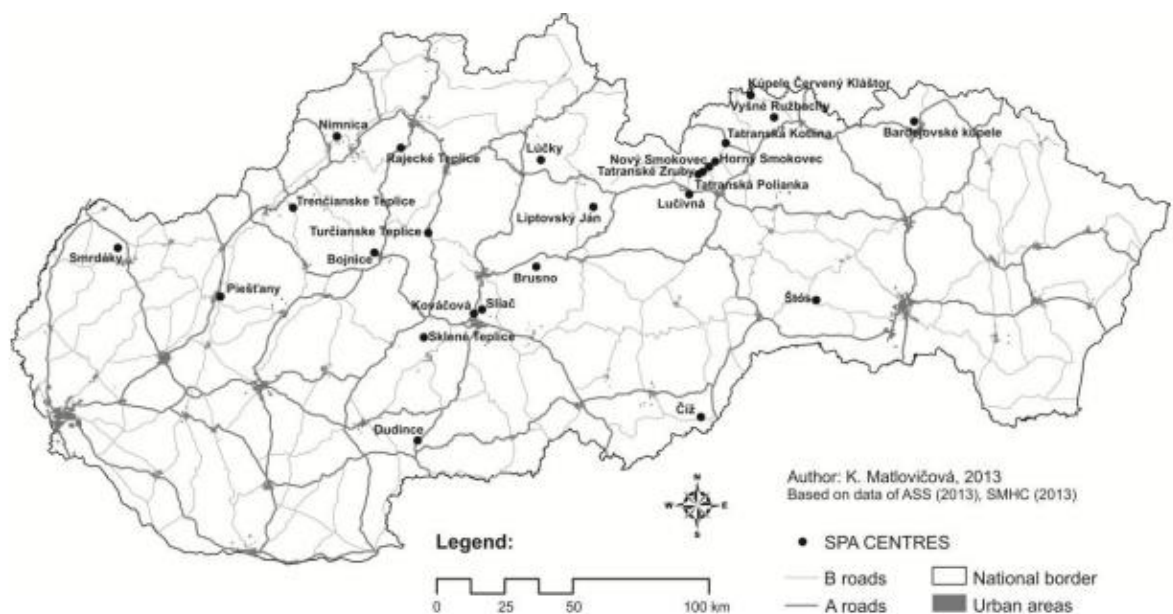 Kúpele Červený Kláštor
Vyšné Ružbachy
Nimnica
Bardejovské kúpele
Tatranská Kotlina
Rajecké Teplice
Lúčky
Nový Smokovec
Horný Smokovec
Tatranské Zruby
Tatranská Polianka
Lučivná
Trenčianske Teplice
Liptovský Ján
Turčianske Teplice
Smrdáky
Bojnice
Brusno
Piešťany
Štós
Kováčová
Sliač
Sklené Teplice
Číž
Dudince
N
W
E
S
Author: K. Matlovičová, 2013
Based on data of ASS (2013), SMHC (2013)
Legend:
SPA CENTRES
B roads
National border
A roads
Urban areas
0 25 50 100 km